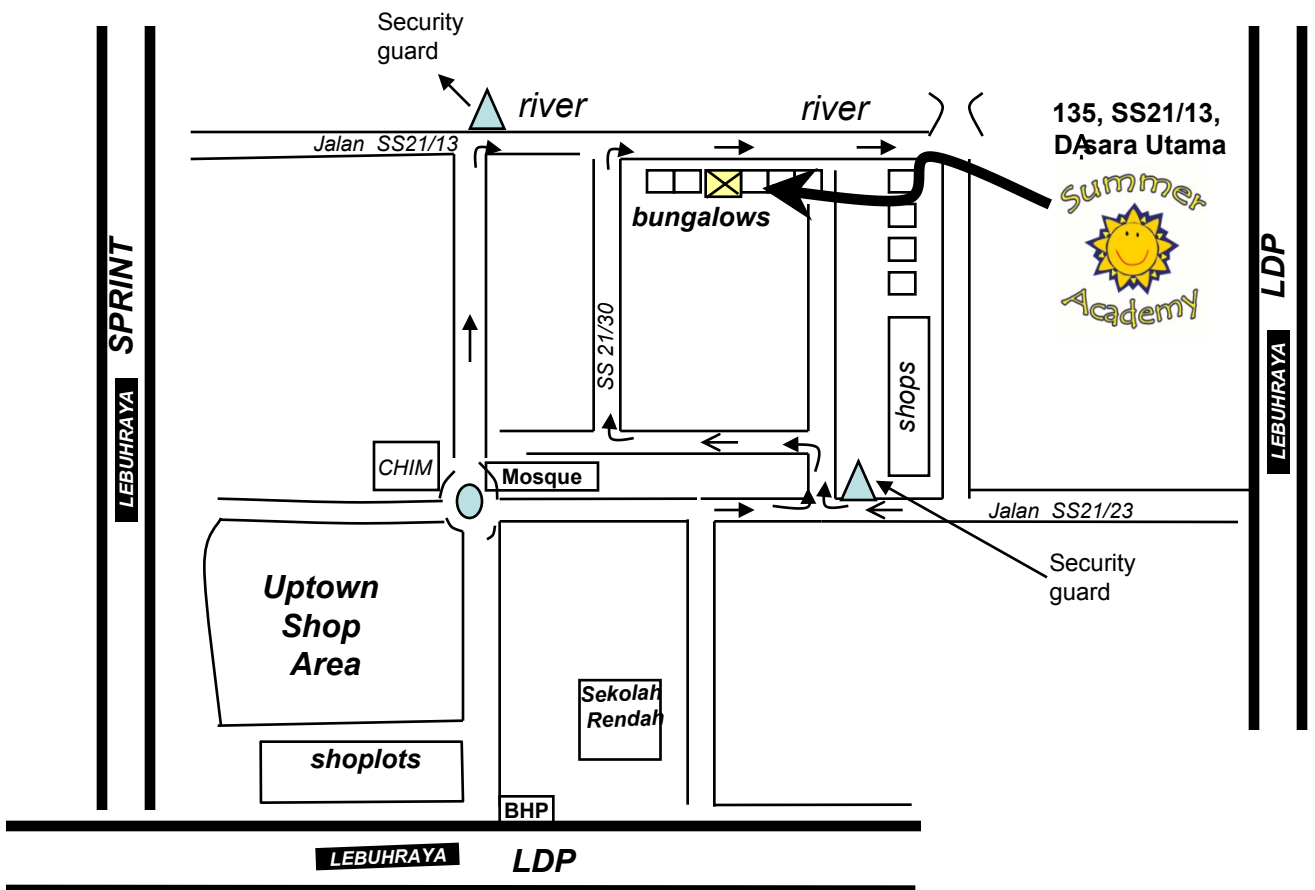 Security
guard
river
river
Jalan SS21/13
135, SS21/13,
DAsara Utama
Summer
Academy
bungalows
SPRINT
LEBUHRAYA
LDP
LEBUHRAYA
SS 21/30
shops
CHIM
Mosque
Jalan SS21/23
Security
guard
Uptown
Shop
Area
Sekolah
Rendah
shoplots
BHP
LEBUHRAYA
LDP